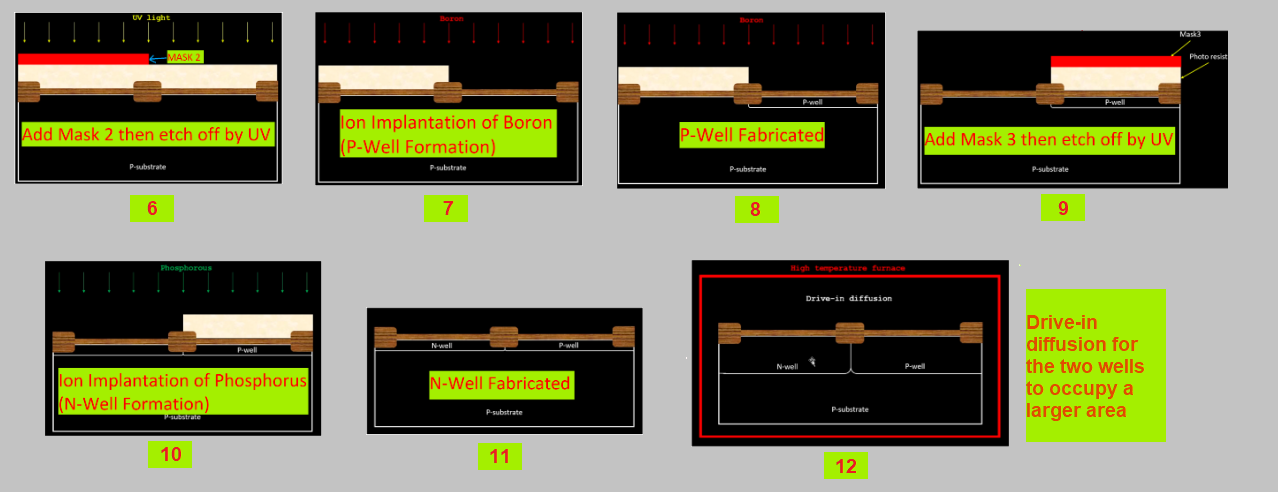 UV light
MASK 2
Add Mask 2 then etch off by UV
P-substrate
6
Boron
Ion Implantation of Boron
(P-Well Formation)
P-substrate
7
Boron
P-well
P-Well Fabricated
P-substrate
8
Mask3
Photo resist
P-well
Add Mask 3 then etch off by UV
P-substrate
9
Phosphorous
P-well
Ion Implantation of Phosphorus
(N-Well Formation)
P-substrate
10
N-well
P-well
N-Well Fabricated
P-substrate
11
High temperature furnace
Drive-in diffusion
N-well
P-well
P-substrate
12
Drive-in
diffusion for
the two wells
to occupy a
larger area